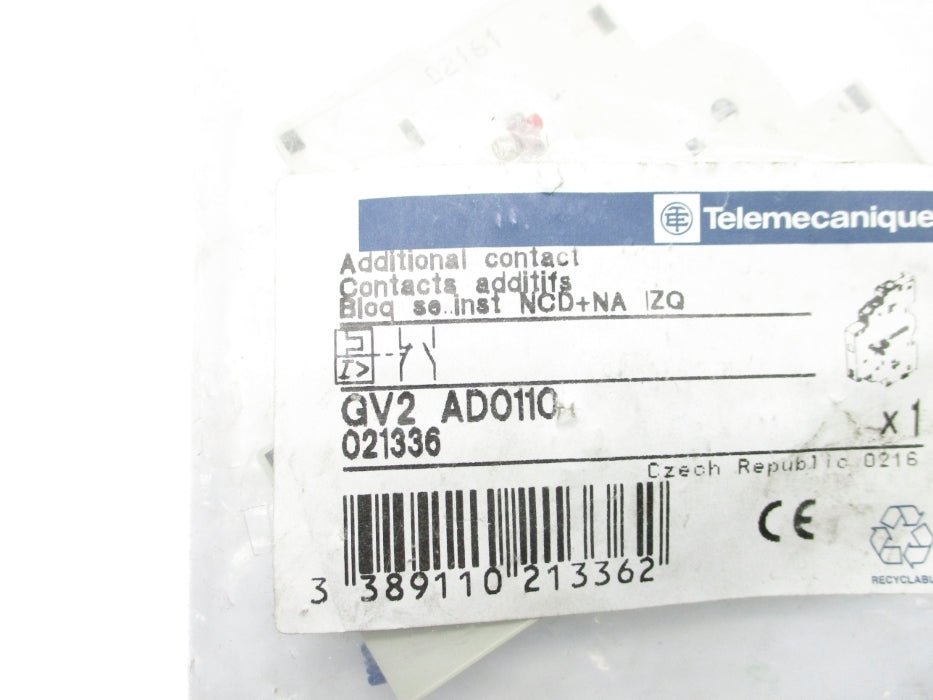 02161
Telemecanique
Additional contact
Contacts additifs
Bloq se..inst NCD+NA IZQ
I>
GV2 AD0110
021336
x1
Czech Republic 0216
CE
3 389110 213362
RECYCLABL